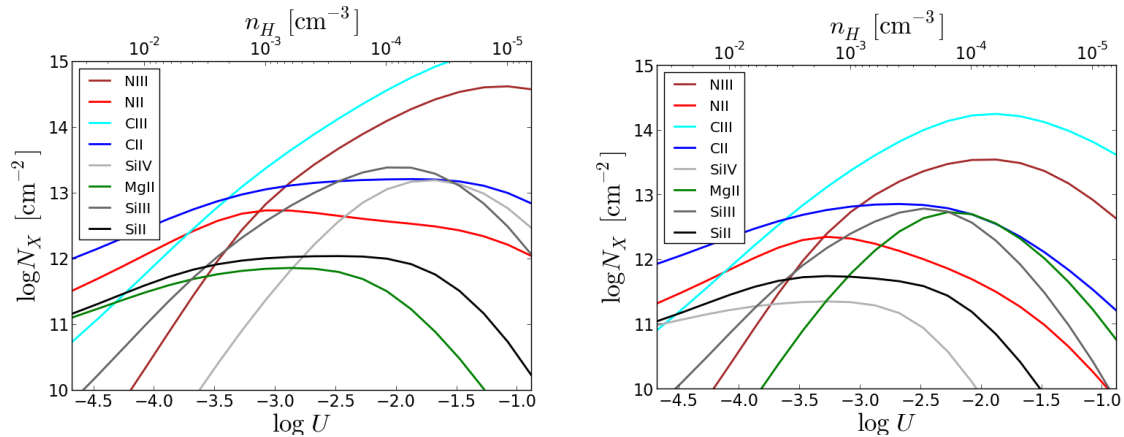 n_H [cm^{-3}]
10^{-2} 10^{-3} 10^{-4} 10^{-5}
15
14
13
12
11
10
log N_X [cm^{-2}]
NIII
NII
CIII
CII
SiIV
MgII
SiIII
SiII
−4.5 −4.0 −3.5 −3.0 −2.5 −2.0 −1.5 −1.0
log U
n_H [cm^{-3}]
10^{-2} 10^{-3} 10^{-4} 10^{-5}
15
14
13
12
11
10
log N_X [cm^{-2}]
NIII
NII
CIII
CII
SiIV
MgII
SiIII
SiII
−4.5 −4.0 −3.5 −3.0 −2.5 −2.0 −1.5 −1.0
log U